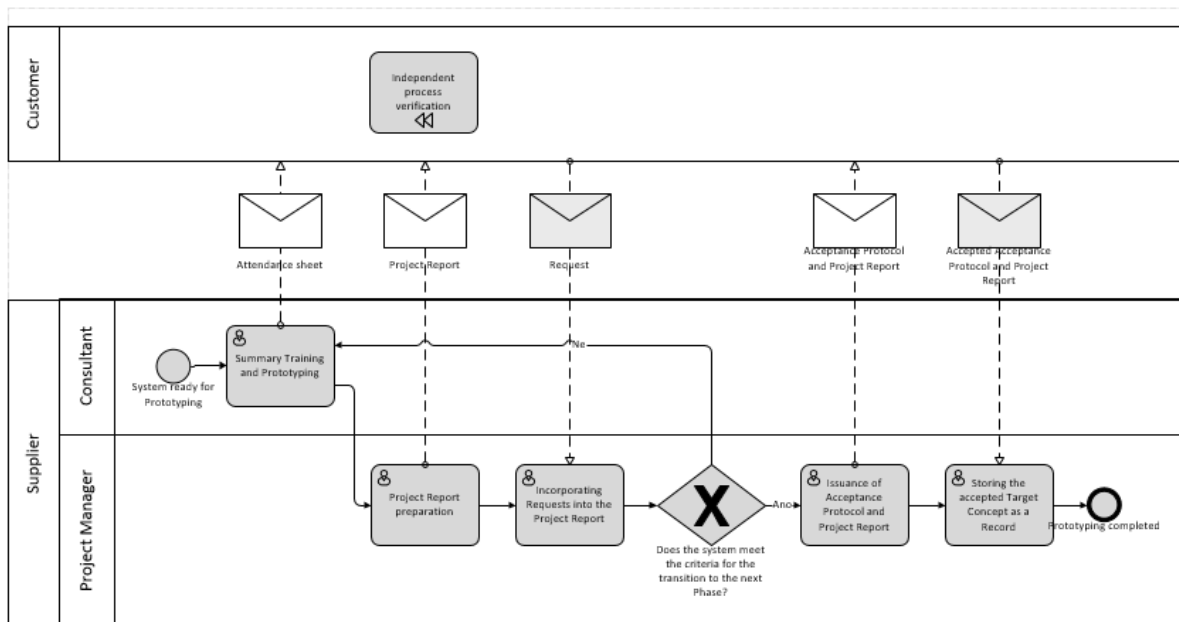 Customer
Independent
process
verification
Attendance sheet
Project Report
Request
Acceptance Protocol
and Project Report
Accepted Acceptance
Protocol and Project
Report
Supplier
Consultant
System ready for
Prototyping
Summary Training
and Prototyping
Ne
Project Manager
Project Report
preparation
Incorporating
Requests into the
Project Report
X
Does the system meet
the criteria for the
transition to the next
Phase?
Ano
Issuance of
Acceptance
Protocol and
Project Report
Storing the
accepted Target
Concept as a
Record
Prototyping completed